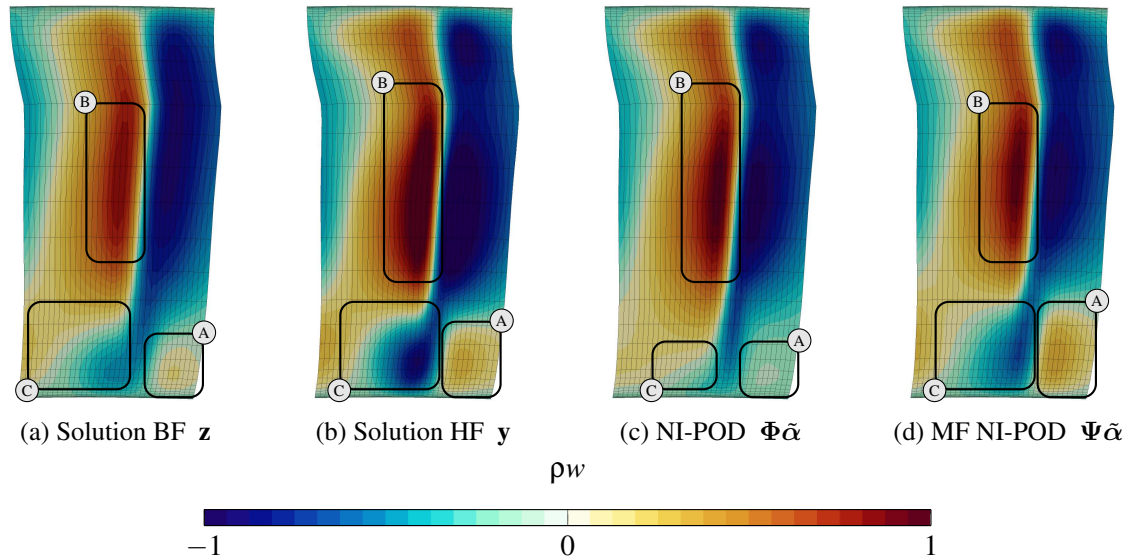 B
A
C
B
A
C
B
A
C
B
A
C
(a) Solution BF z
(b) Solution HF y
(c) NI-POD Φα̃
(d) MF NI-POD Ψα̃
ρw
−1
0
1